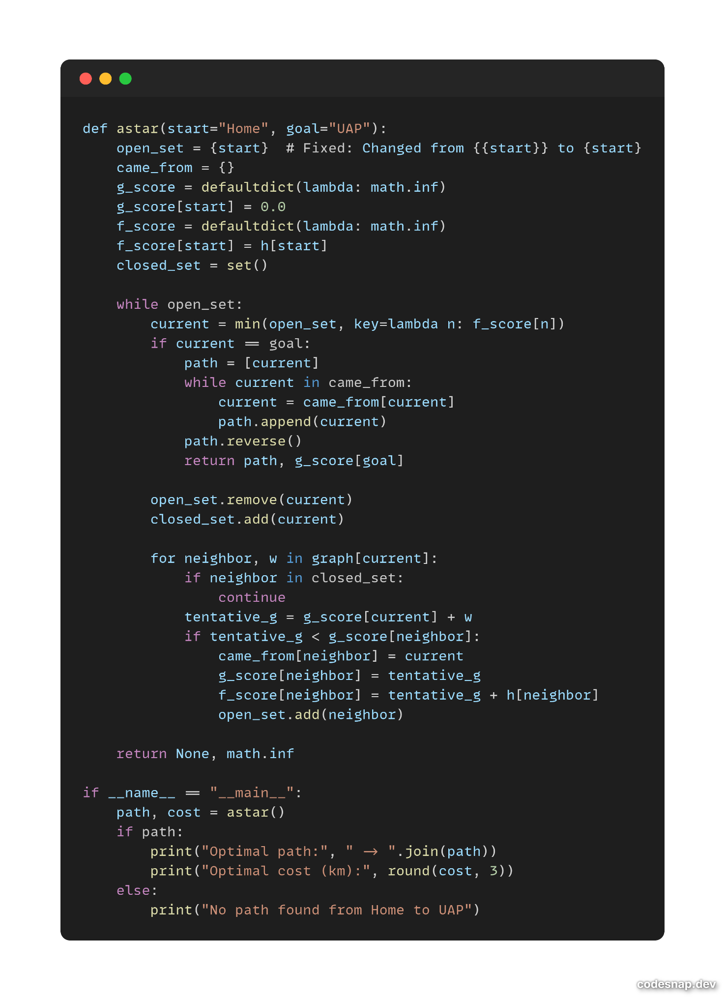 def astar(start="Home", goal="UAP"):
    open_set = {start}  # Fixed: Changed from {{start}} to {start}
    came_from = {}
    g_score = defaultdict(lambda: math.inf)
    g_score[start] = 0.0
    f_score = defaultdict(lambda: math.inf)
    f_score[start] = h[start]
    closed_set = set()

    while open_set:
        current = min(open_set, key=lambda n: f_score[n])
        if current == goal:
            path = [current]
            while current in came_from:
                current = came_from[current]
                path.append(current)
            path.reverse()
            return path, g_score[goal]

        open_set.remove(current)
        closed_set.add(current)

        for neighbor, w in graph[current]:
            if neighbor in closed_set:
                continue
            tentative_g = g_score[current] + w
            if tentative_g < g_score[neighbor]:
                came_from[neighbor] = current
                g_score[neighbor] = tentative_g
                f_score[neighbor] = tentative_g + h[neighbor]
                open_set.add(neighbor)

    return None, math.inf

if __name__ == "__main__":
    path, cost = astar()
    if path:
        print("Optimal path:", " -> ".join(path))
        print("Optimal cost (km):", round(cost, 3))
    else:
        print("No path found from Home to UAP")
codesnap.dev